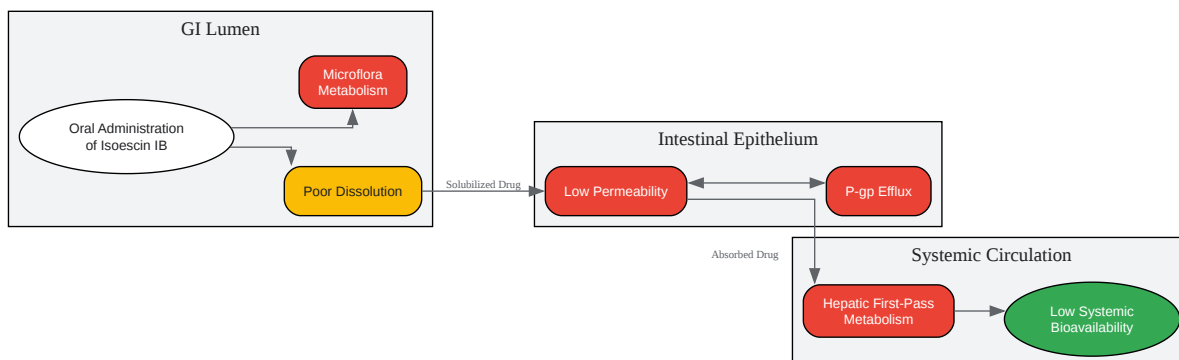 GI Lumen
Microflora
Metabolism
Oral Administration
of Isoescin IB
Poor Dissolution
Solubilized Drug
Intestinal Epithelium
Low Permeability
P-gp Efflux
Absorbed Drug
Systemic Circulation
Hepatic First-Pass
Metabolism
Low Systemic
Bioavailability